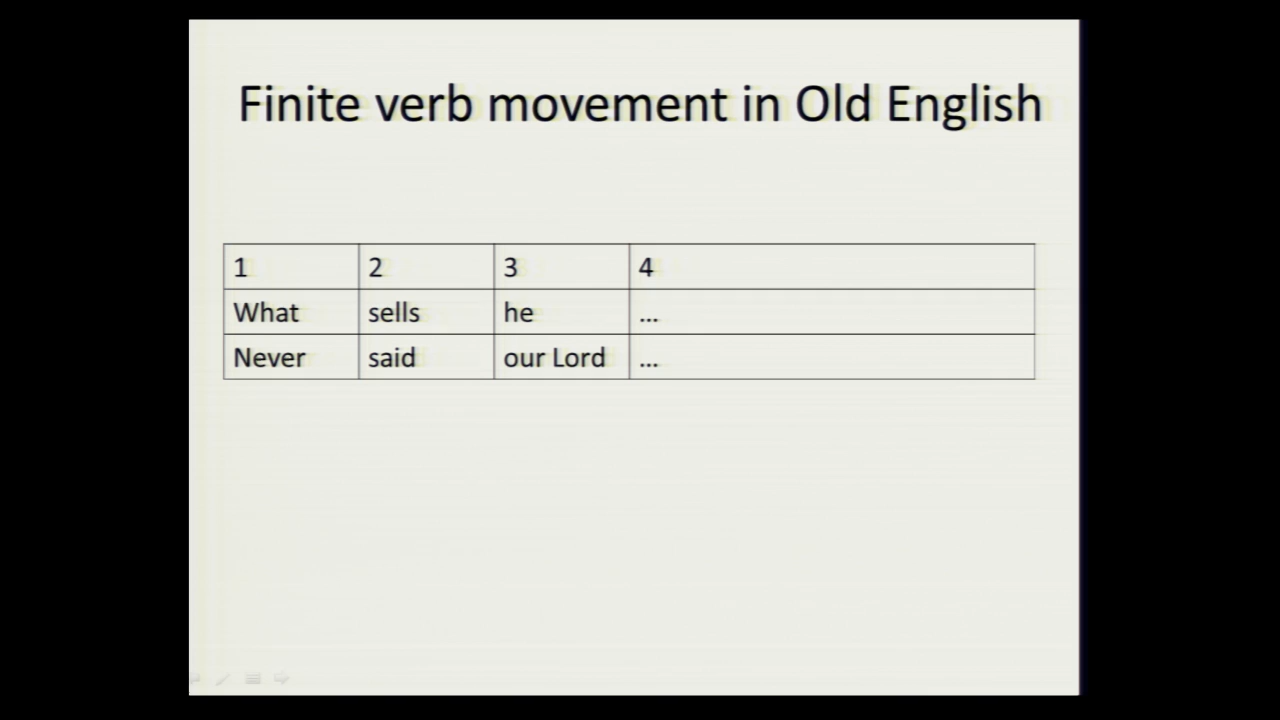 Finite verb movement in Old English
1 2 3 4
What sells he ...
Never said our Lord ...